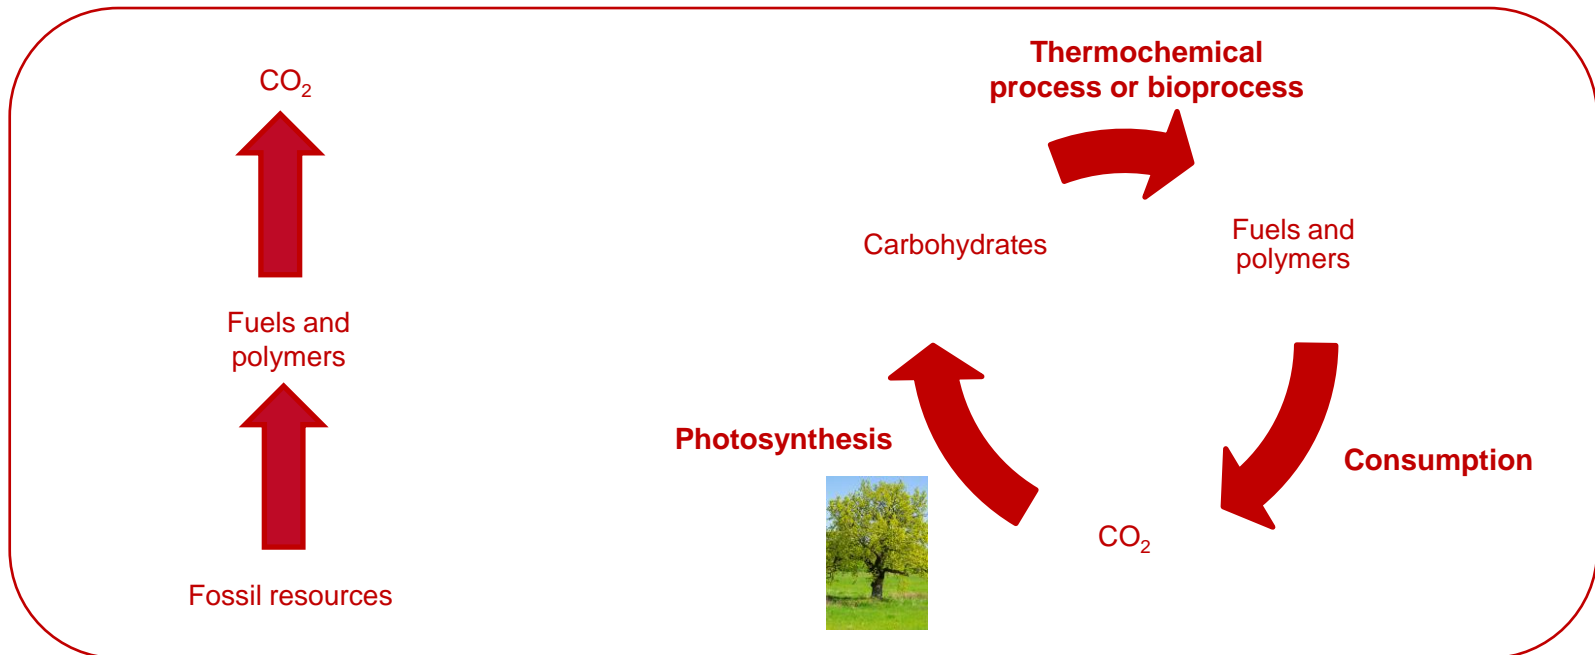 CO₂
Fuels and
polymers
Fossil resources
Thermochemical
process or bioprocess
Carbohydrates
Fuels and
polymers
Photosynthesis
Consumption
CO₂